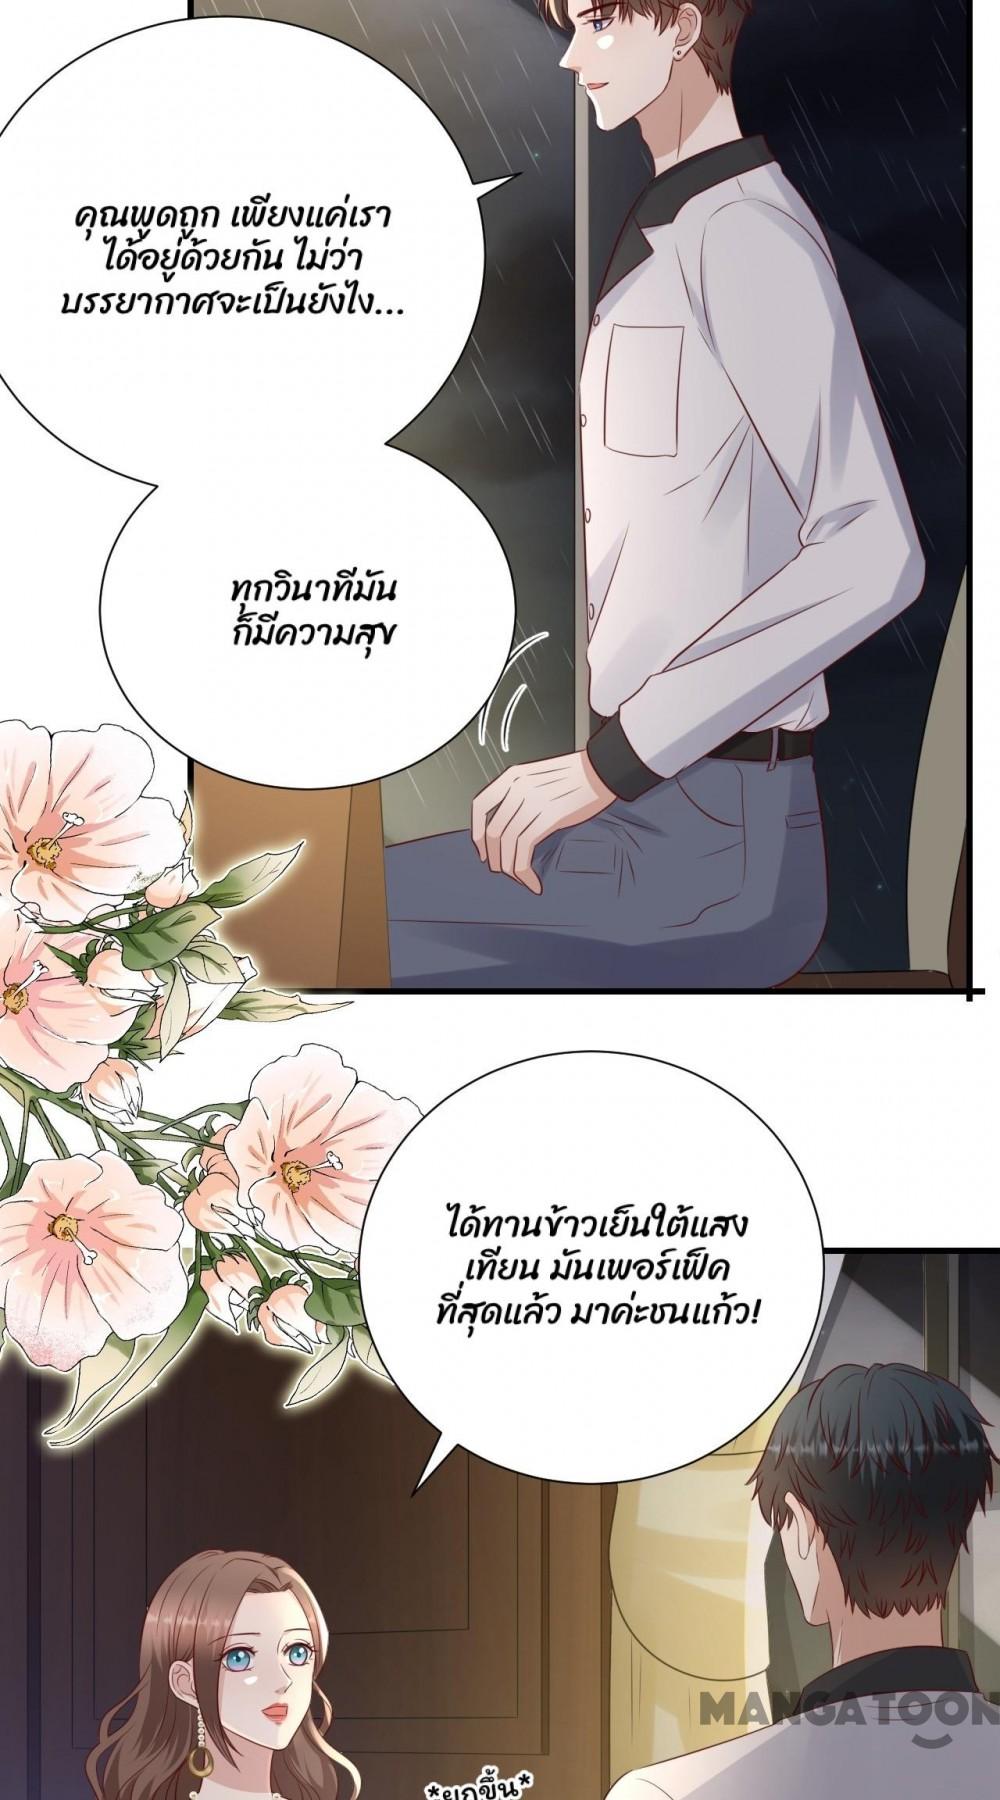 คุณพูดถูก เพียงแค่เรา
ได้อยู่ด้วยกัน ไม่ว่า
บรรยากาศจะเป็นยังไง...
ทุกวินาทีมัน
ก็มีความสุข
ได้ทานข้าวเย็นใต้แสง
เทียน มันเพอร์เฟ็ค
ที่สุดแล้ว มาค่ะชนแก้ว!
MANGATOON
*ยกขึ้น*